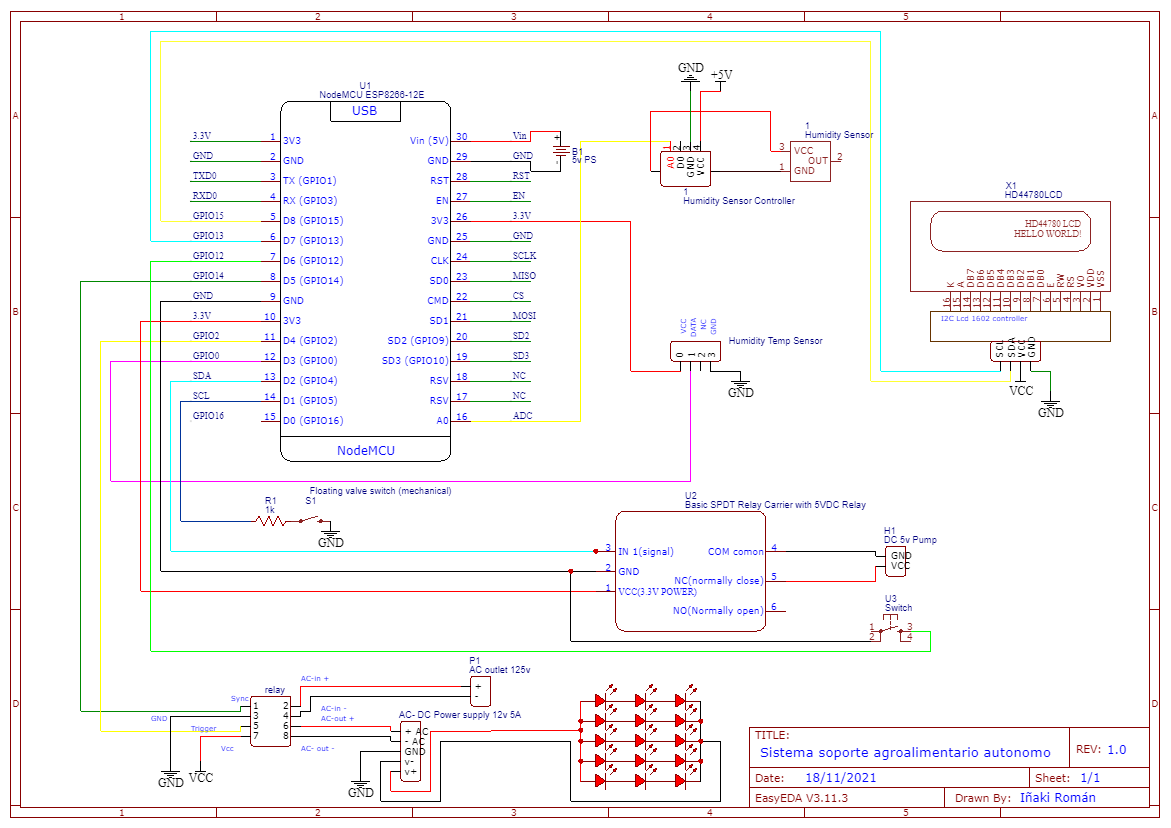 1 2 3 4 5
A
B
C
D
A
B
C
D
1 2 3 4 5
U1
NodeMCU ESP8266-12E
USB
3.3V 1 3V3
GND 2 GND
TXD0 3 TX (GPIO1)
RXD0 4 RX (GPIO3)
GPIO15 5 D8 (GPIO15)
GPIO13 6 D7 (GPIO13)
GPIO12 7 D6 (GPIO12)
GPIO14 8 D5 (GPIO14)
GND 9 GND
3.3V 10 3V3
GPIO2 11 D4 (GPIO2)
GPIO0 12 D3 (GPIO0)
SDA 13 D2 (GPIO4)
SCL 14 D1 (GPIO5)
GPIO16 15 D0 (GPIO16)
Vin (5V) 30 Vin
GND 29 GND
RST 28 RST
EN 27 EN
3V3 26 3.3V
GND 25 GND
CLK 24 SCLK
SD0 23 MISO
CMD 22 CS
SD1 21 MOSI
SD2 (GPIO9) 20 SD2
SD3 (GPIO10) 19 SD3
RSV 18 NC
RSV 17 NC
A0 16 ADC
NodeMCU
+
B1
5v PS
-
GND
+5V
1 2 3 4
A0
D0
GND
VCC
1
Humidity Sensor Controller
1
Humidity Sensor
3 VCC
OUT 2
1 GND
X1
HD44780LCD
HD44780 LCD
HELLO WORLD!
K
A
DB7
DB6
DB5
DB4
DB3
DB2
DB1
DB0
E
RW
RS
VO
VDD
VSS
16 15 14 13 12 11 10 9 8 7 6 5 4 3 2 1
I2C Lcd 1602 controller
SCL
SDA
VCC
GND
VCC
GND
VCC
DATA
NC
GND
Humidity Temp Sensor
0 1 2 3
GND
Floating valve switch (mechanical)
R1
1k
S1
GND
U2
Basic SPDT Relay Carrier with 5VDC Relay
3 IN 1(signal)
2 GND
1 VCC(3.3V POWER)
COM comon 4
NC(normally close) 5
NO(Normally open) 6
H1
DC 5v Pump
GND
VCC
U3
Switch
1 3
2 4
P1
AC outlet 125v
+
-
relay
Sync
GND
Trigger
Vcc
1 2
3 4
5 6
7 8
AC-in +
AC-in -
AC-out +
AC- out -
GND
VCC
AC- DC Power supply 12v 5A
+ AC
- AC
GND
v-
v+
GND
TITLE:
Sistema soporte agroalimentario autonomo
REV: 1.0
Date: 18/11/2021
Sheet: 1/1
EasyEDA V3.11.3
Drawn By: Iñaki Román